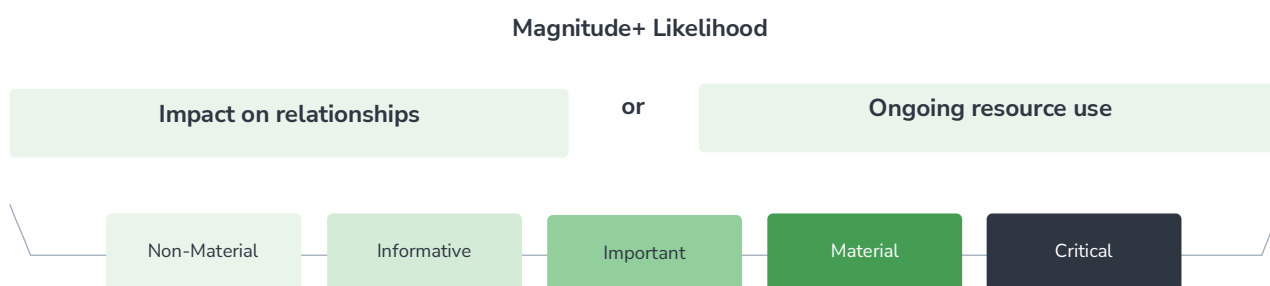 Magnitude+ Likelihood
Impact on relationships
or
Ongoing resource use
Non-Material
Informative
Important
Material
Critical